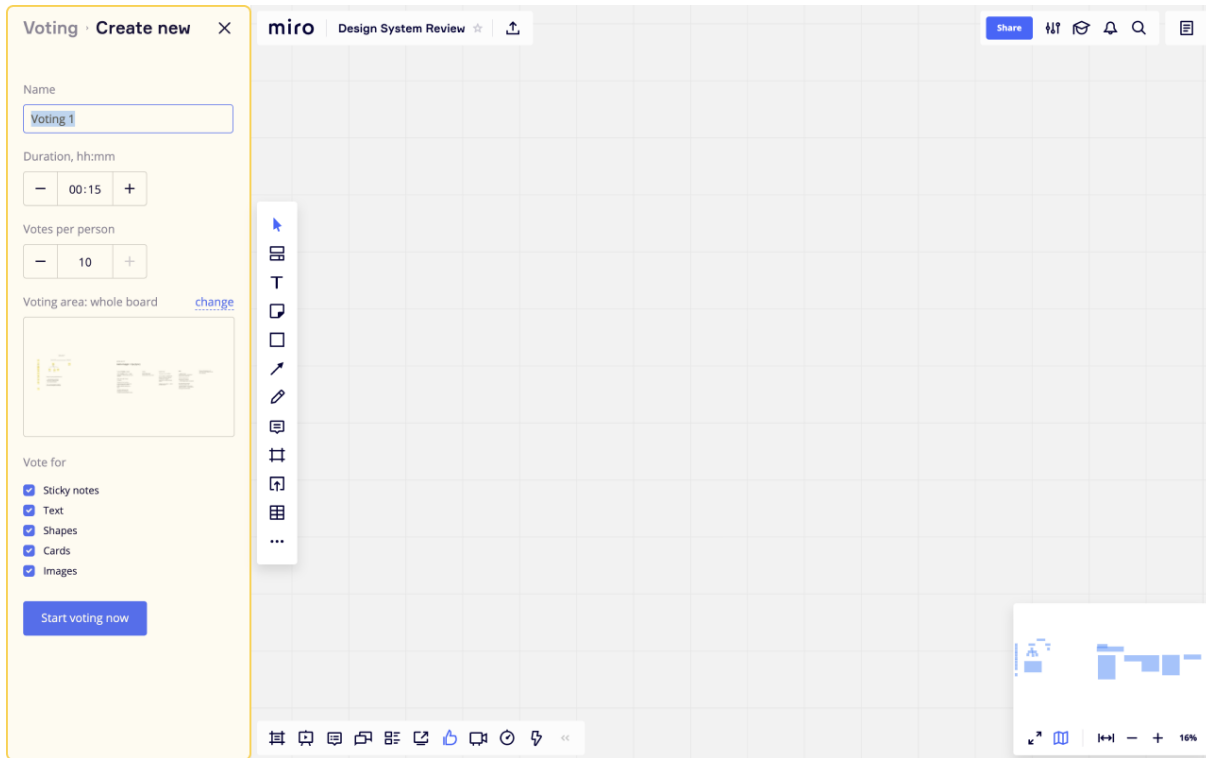 Voting · Create new
miro
Design System Review
Share
Name
Voting 1
Duration, hh:mm
00:15
Votes per person
10
Voting area: whole board change
Vote for
Sticky notes
Text
Shapes
Cards
Images
Start voting now
16%